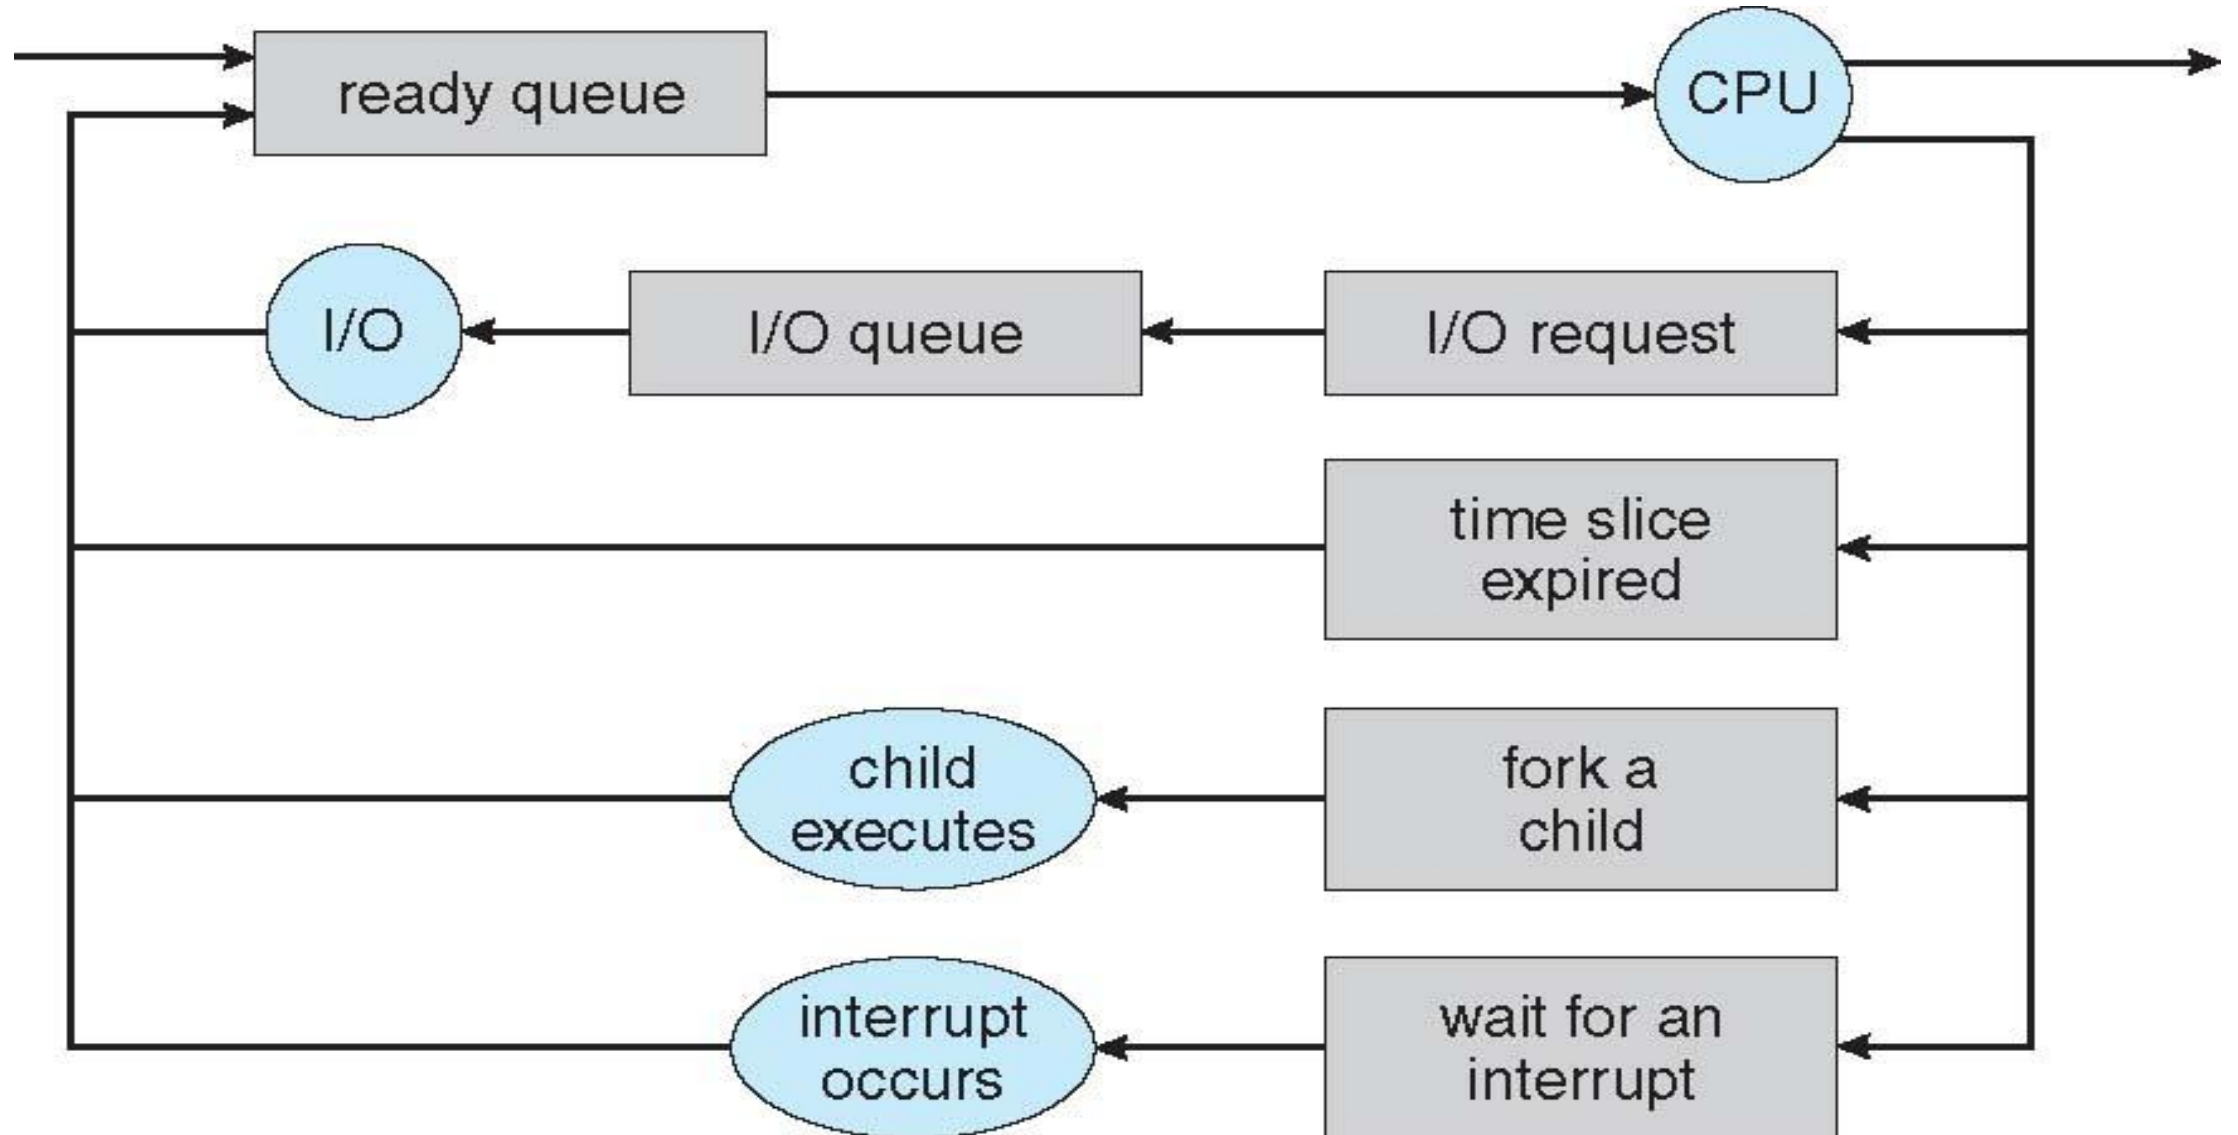 ready queue
CPU
I/O
I/O queue
I/O request
time slice
expired
child
executes
fork a
child
interrupt
occurs
wait for an
interrupt